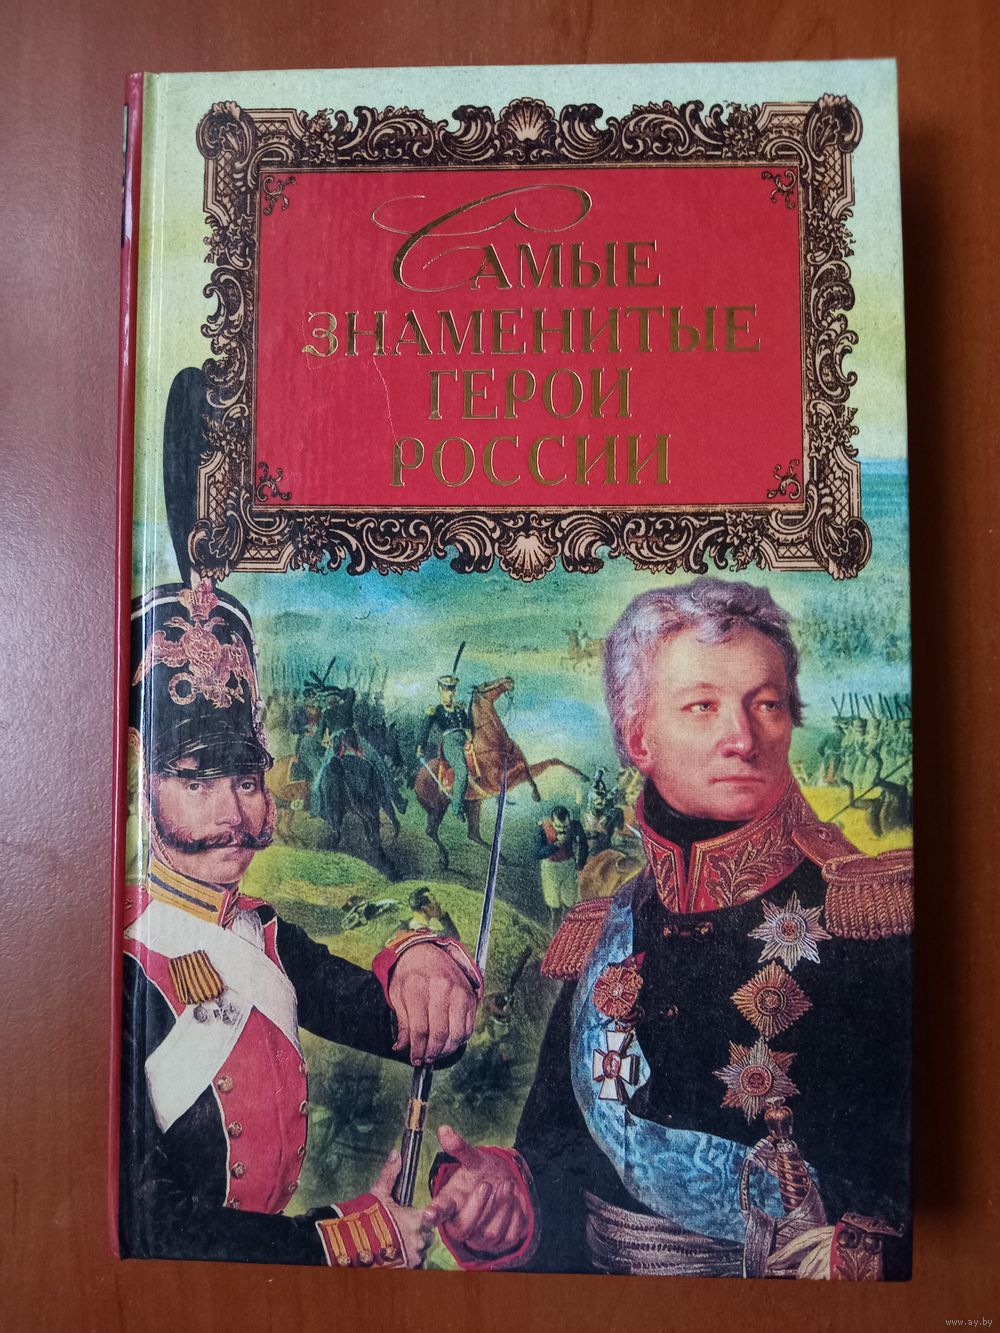 Самые
знаменитые
герои
России
www.ay.by